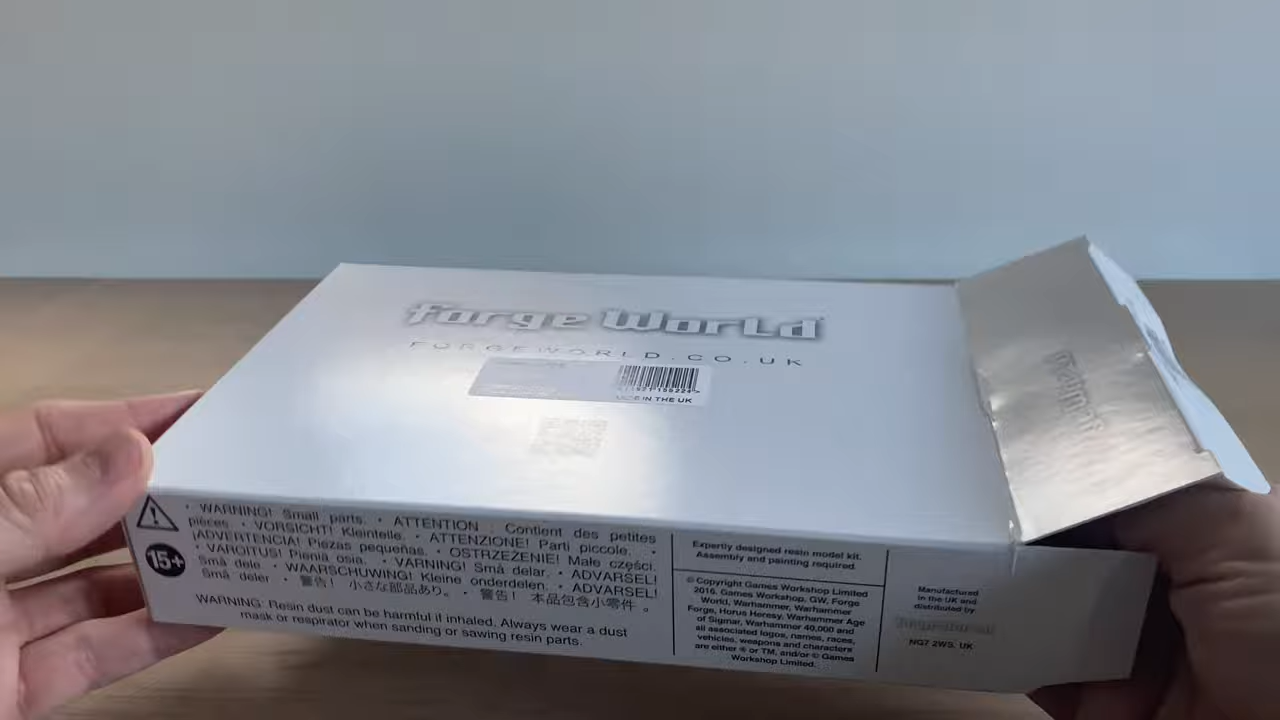 Forge World
FORGEWORLD.CO.UK
MADE IN THE UK
· WARNING! Small parts. · ATTENTION : Contient des petites
pièces. · VORSICHT! Kleinteile. · ATTENZIONE! Parti piccole. ·
¡ADVERTENCIA! Piezas pequeñas. · OSTRZEŻENIE! Małe części.
· VAROITUS! Pieniä osia. · VARNING! Små delar. · ADVARSEL!
Små dele · WAARSCHUWING! Kleine onderdelen. · ADVARSEL!
Små deler · 警告! 小さな部品あり。 · 警告! 本品包含小零件 。
15+
WARNING: Resin dust can be harmful if inhaled. Always wear a dust
mask or respirator when sanding or sawing resin parts.
Expertly designed resin model kit.
Assembly and painting required.
© Copyright Games Workshop Limited
2016. Games Workshop, GW, Forge
World, Warhammer, Warhammer Age
of Sigmar, Warhammer 40,000 and
Forge, Horus Heresy,
all associated logos, names, races,
vehicles, weapons and characters
are either ® or TM, and/or © Games
Workshop Limited.
Manufactured
in the UK and
distributed by
NG7 2WS. UK